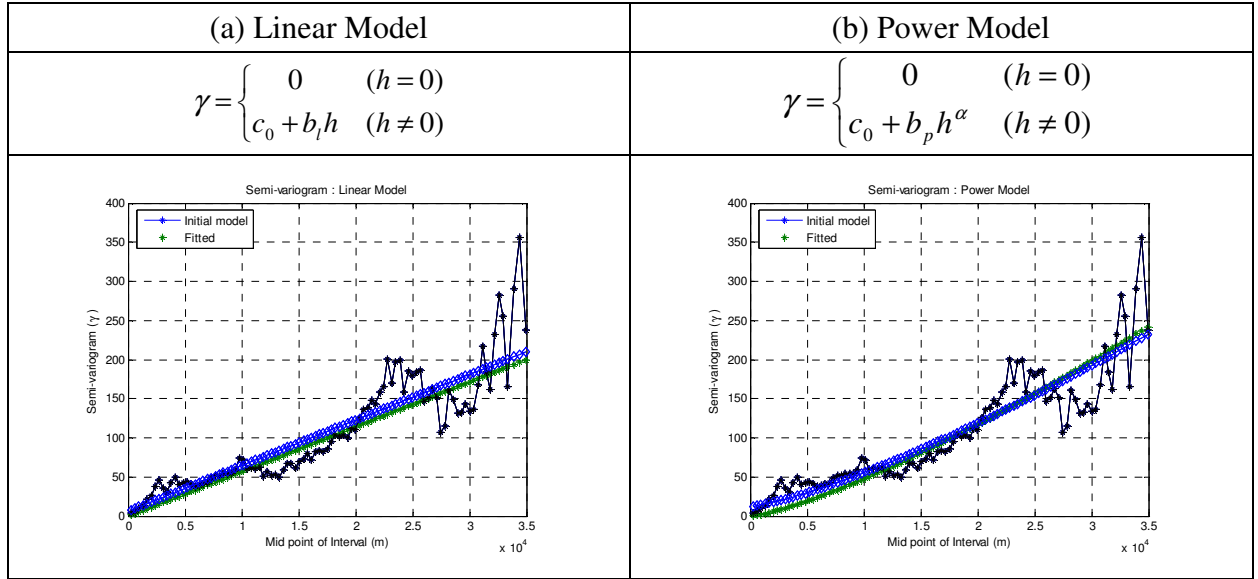 (a) Linear Model
(b) Power Model
γ = { 0 (h = 0)
c₀ + bₗh (h ≠ 0)
γ = { 0 (h = 0)
c₀ + bₚh^α (h ≠ 0)
Semi-variogram : Linear Model
400
350
300
250
200
150
100
50
0
Semi-variogram (γ)
Initial model
Fitted
0 0.5 1 1.5 2 2.5 3 3.5
x 10⁴
Mid point of Interval (m)
Semi-variogram : Power Model
400
350
300
250
200
150
100
50
0
Semi-variogram (γ)
Initial model
Fitted
0 0.5 1 1.5 2 2.5 3 3.5
x 10⁴
Mid point of Interval (m)